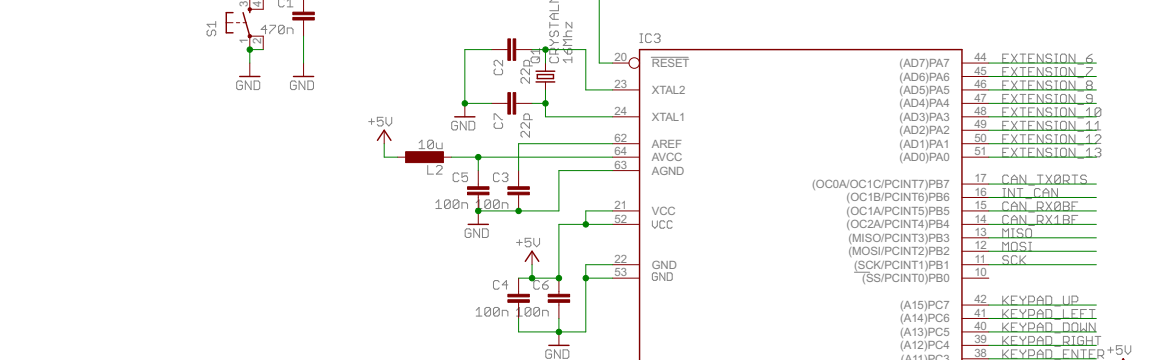 S1
3
4
1
2
C1
470n
GND
GND
CRYSTAL
16Mhz
Q1
C2
22p
C7
22p
GND
+5V
10u
L2
C5
100n
C3
100n
GND
+5V
C4
100n
C6
100n
GND
IC3
20 RESET
23 XTAL2
24 XTAL1
62 AREF
64 AVCC
63 AGND
21 VCC
52 VCC
22 GND
53 GND
(AD7)PA7 44 EXTENSION_6
(AD6)PA6 45 EXTENSION_7
(AD5)PA5 46 EXTENSION_8
(AD4)PA4 47 EXTENSION_9
(AD3)PA3 48 EXTENSION_10
(AD2)PA2 49 EXTENSION_11
(AD1)PA1 50 EXTENSION_12
(AD0)PA0 51 EXTENSION_13
(OC0A/OC1C/PCINT7)PB7 17 CAN_TX0RTS
(OC1B/PCINT6)PB6 16 INT_CAN
(OC1A/PCINT5)PB5 15 CAN_RX0BF
(OC2A/PCINT4)PB4 14 CAN_RX1BF
(MISO/PCINT3)PB3 13 MISO
(MOSI/PCINT2)PB2 12 MOSI
(SCK/PCINT1)PB1 11 SCK
(SS/PCINT0)PB0 10
(A15)PC7 42 KEYPAD_UP
(A14)PC6 41 KEYPAD_LEFT
(A13)PC5 40 KEYPAD_DOWN
(A12)PC4 39 KEYPAD_RIGHT
(A11)PC3 38 KEYPAD_ENTER
+5V